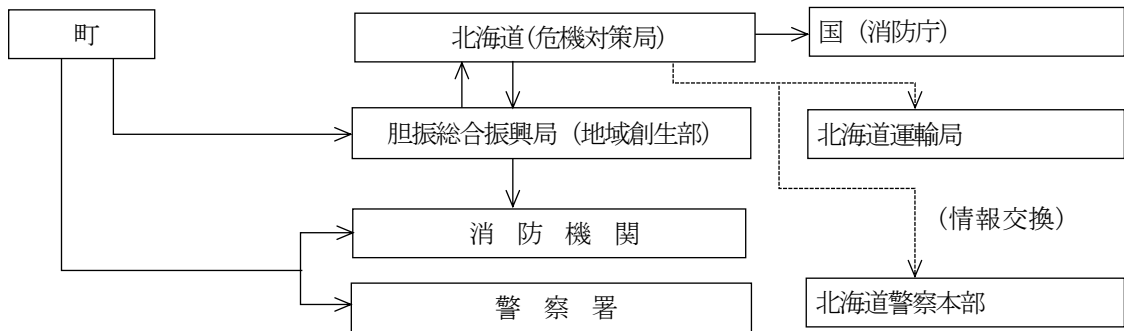 町
北海道(危機対策局)
国（消防庁）
胆振総合振興局（地域創生部）
北海道運輸局
消　防　機　関
（情報交換）
警　察　署
北海道警察本部